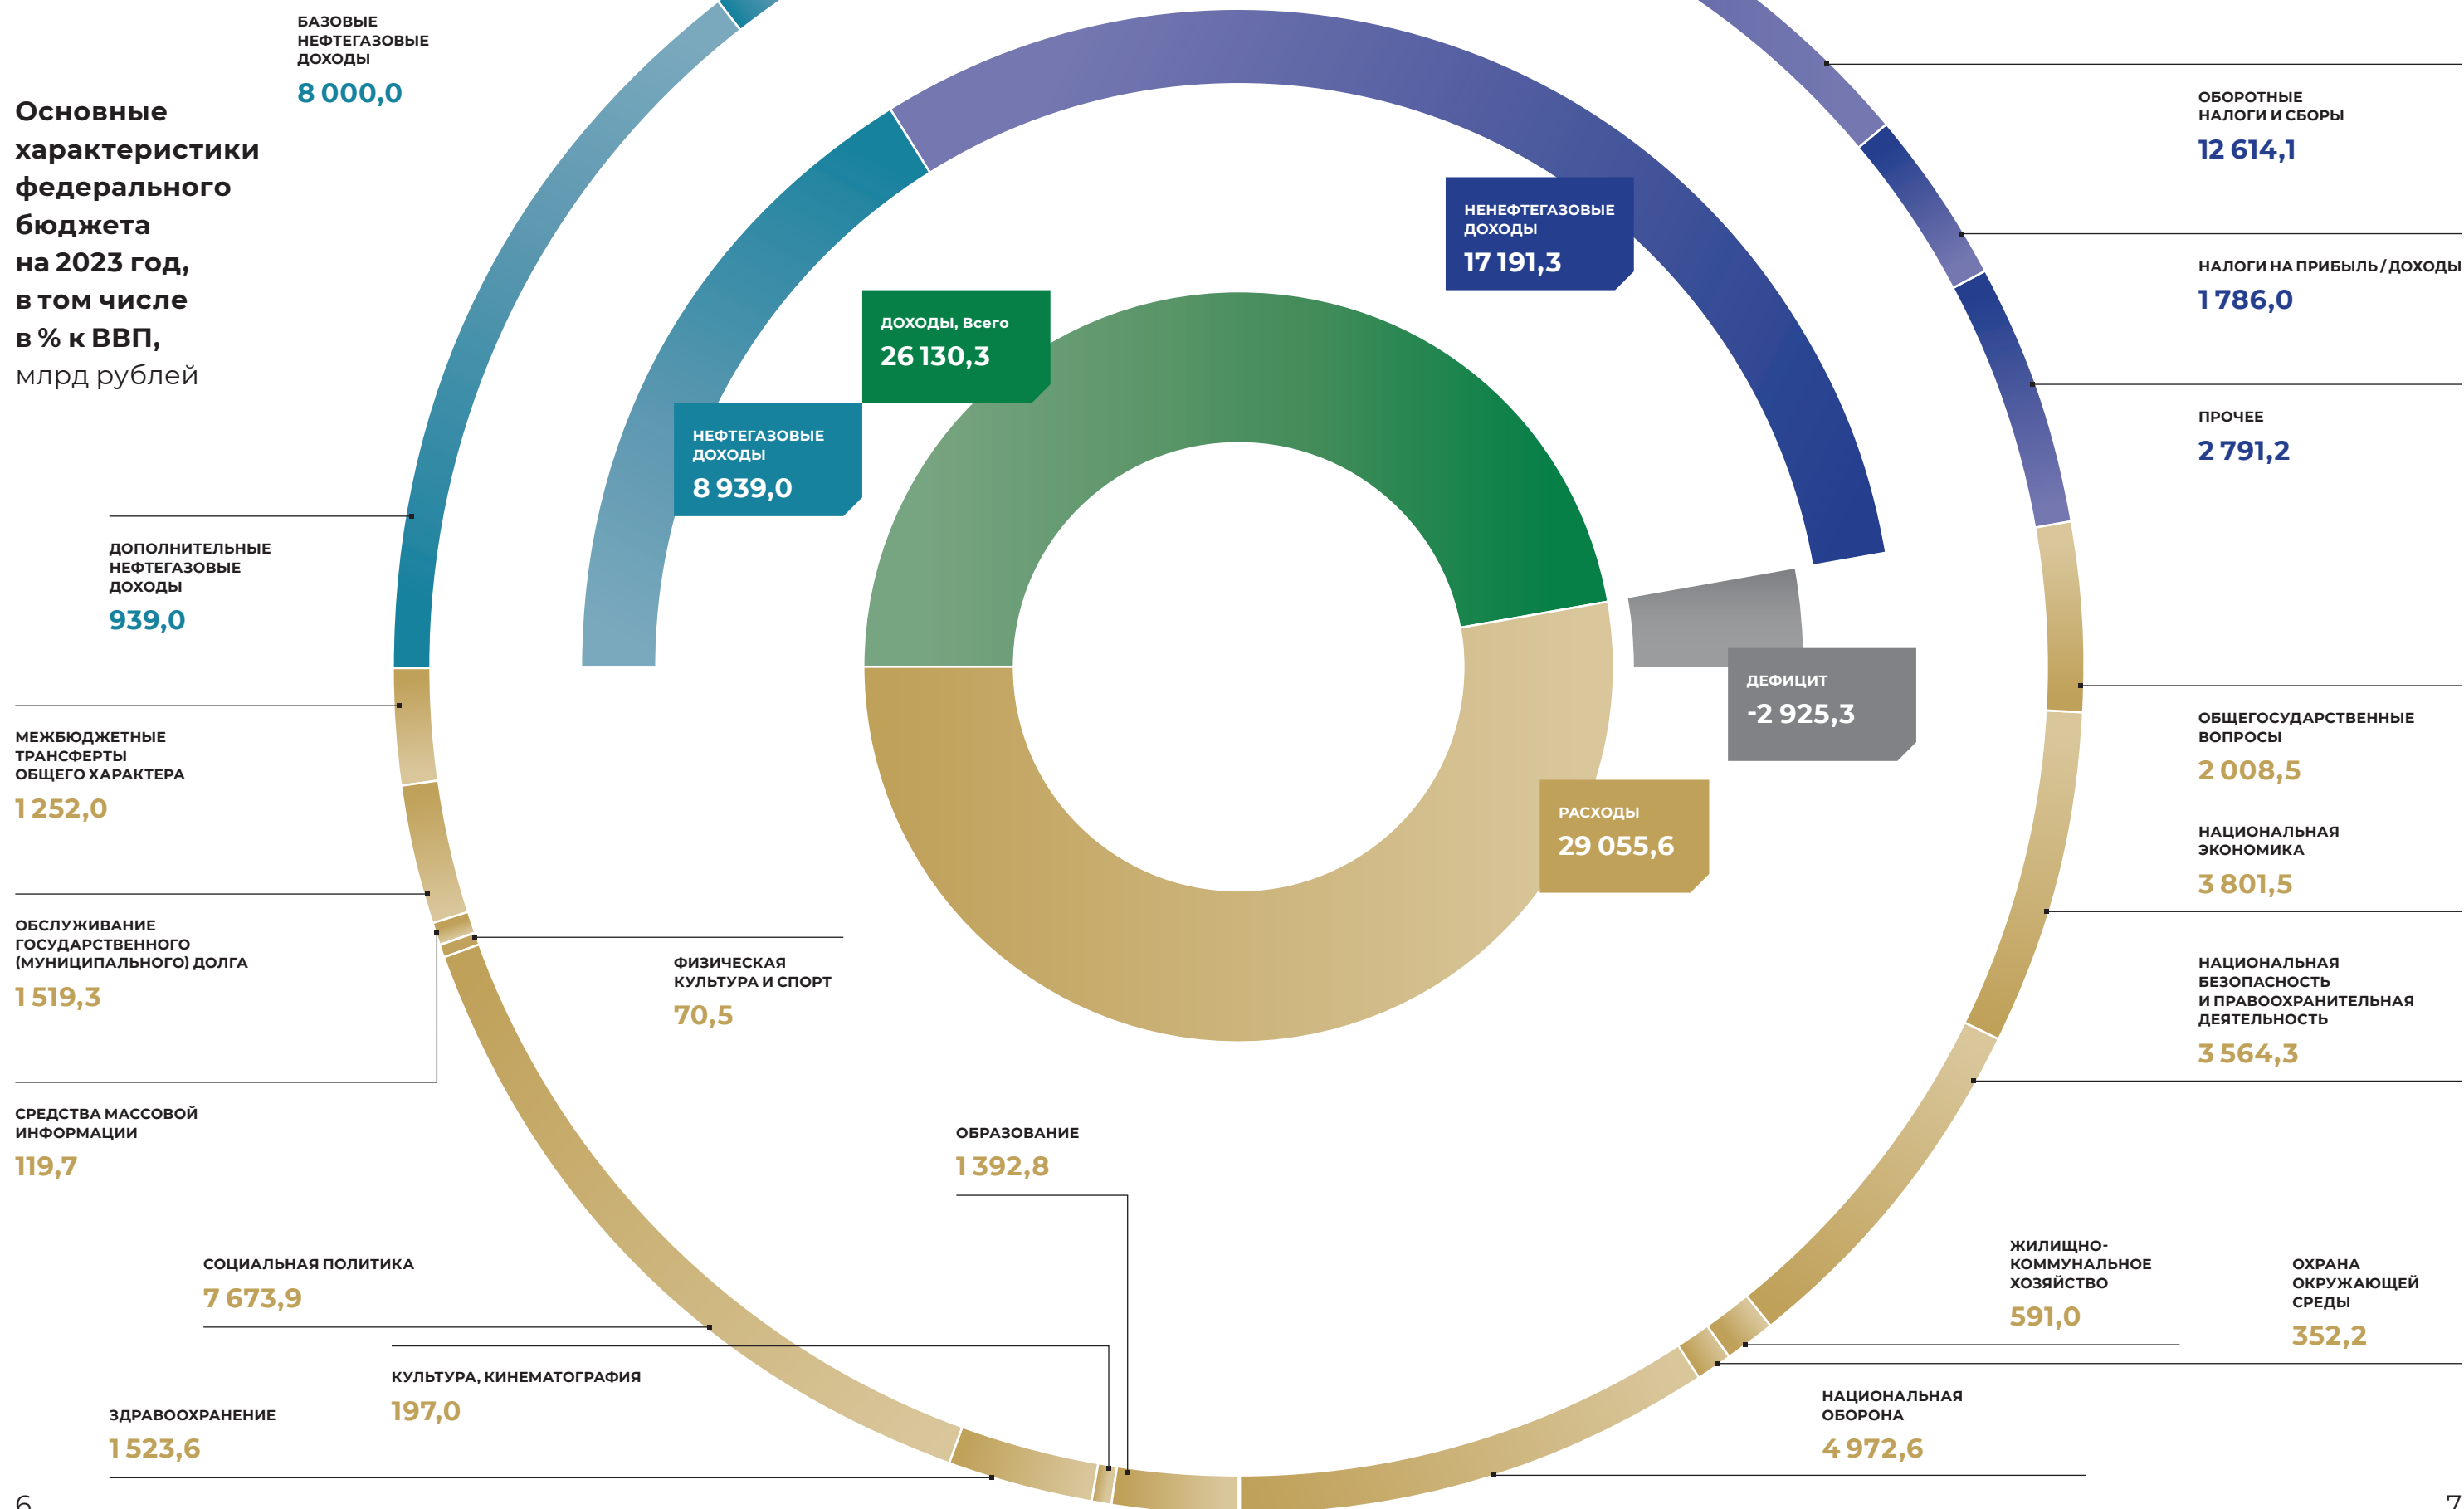 БАЗОВЫЕ
НЕФТЕГАЗОВЫЕ
ДОХОДЫ
8 000,0
Основные
характеристики
федерального
бюджета
на 2023 год,
в том числе
в % к ВВП,
млрд рублей
ДОПОЛНИТЕЛЬНЫЕ
НЕФТЕГАЗОВЫЕ
ДОХОДЫ
939,0
МЕЖБЮДЖЕТНЫЕ
ТРАНСФЕРТЫ
ОБЩЕГО ХАРАКТЕРА
1 252,0
ОБСЛУЖИВАНИЕ
ГОСУДАРСТВЕННОГО
(МУНИЦИПАЛЬНОГО) ДОЛГА
1 519,3
СРЕДСТВА МАССОВОЙ
ИНФОРМАЦИИ
119,7
СОЦИАЛЬНАЯ ПОЛИТИКА
7 673,9
КУЛЬТУРА, КИНЕМАТОГРАФИЯ
197,0
ЗДРАВООХРАНЕНИЕ
1 523,6
ФИЗИЧЕСКАЯ
КУЛЬТУРА И СПОРТ
70,5
ОБРАЗОВАНИЕ
1 392,8
НЕНЕФТЕГАЗОВЫЕ
ДОХОДЫ
17 191,3
ДОХОДЫ, Всего
26 130,3
НЕФТЕГАЗОВЫЕ
ДОХОДЫ
8 939,0
ДЕФИЦИТ
-2 925,3
РАСХОДЫ
29 055,6
ОБОРОТНЫЕ
НАЛОГИ И СБОРЫ
12 614,1
НАЛОГИ НА ПРИБЫЛЬ / ДОХОДЫ
1 786,0
ПРОЧЕЕ
2 791,2
ОБЩЕГОСУДАРСТВЕННЫЕ
ВОПРОСЫ
2 008,5
НАЦИОНАЛЬНАЯ
ЭКОНОМИКА
3 801,5
НАЦИОНАЛЬНАЯ
БЕЗОПАСНОСТЬ
И ПРАВООХРАНИТЕЛЬНАЯ
ДЕЯТЕЛЬНОСТЬ
3 564,3
ЖИЛИЩНО-
КОММУНАЛЬНОЕ
ХОЗЯЙСТВО
591,0
ОХРАНА
ОКРУЖАЮЩЕЙ
СРЕДЫ
352,2
НАЦИОНАЛЬНАЯ
ОБОРОНА
4 972,6
6
7